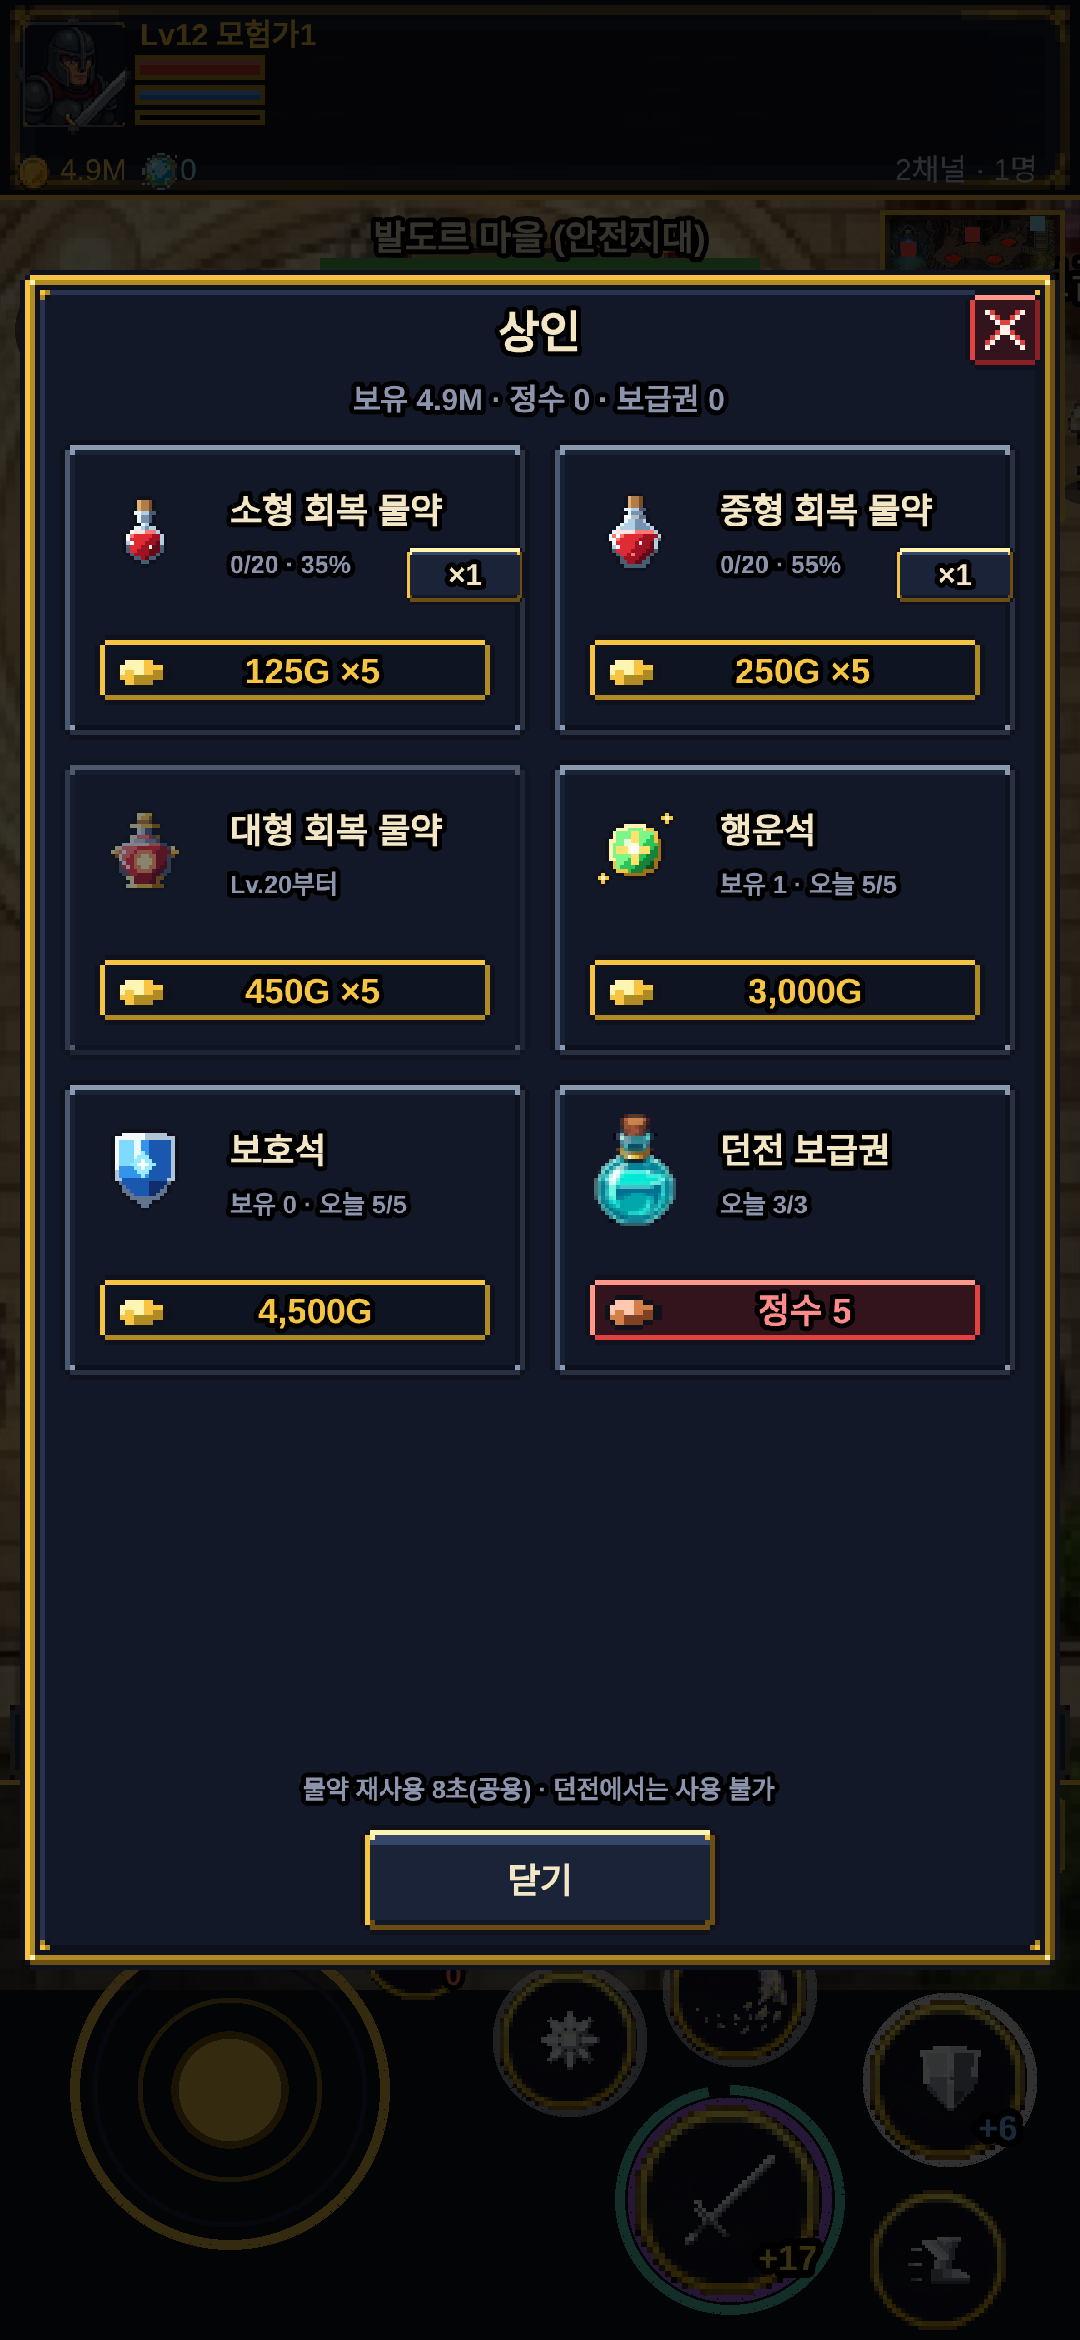 Lv12 모험가1
4.9M 0
2채널 · 1명
발도르 마을 (안전지대)
상인
보유 4.9M · 정수 0 · 보급권 0
소형 회복 물약
0/20 · 35%
×1
125G ×5
중형 회복 물약
0/20 · 55%
×1
250G ×5
대형 회복 물약
Lv.20부터
450G ×5
행운석
보유 1 · 오늘 5/5
3,000G
보호석
보유 0 · 오늘 5/5
4,500G
던전 보급권
오늘 3/3
정수 5
물약 재사용 8초(공용) · 던전에서는 사용 불가
닫기
0
+6
+17